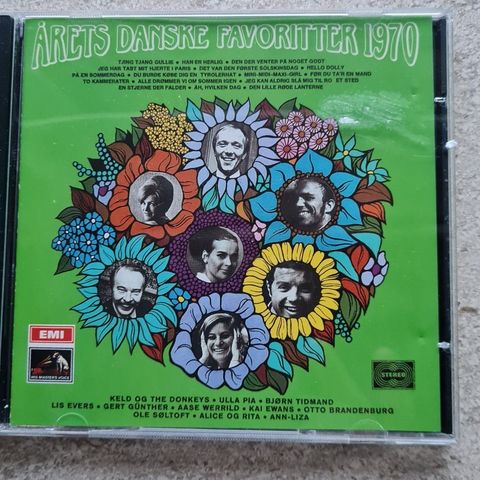 ÅRETS DANSKE FAVORITTER 1970
TJING TJANG GULLIE • HAN ER HERLIG • DEN DER VENTER PÅ NOGET GODT
JEG HAR TABT MIT HJERTE I PARIS • DET VAR DEN FØRSTE SOLSKINSDAG • HELLO DOLLY
PÅ EN SOMMERDAG • DU BURDE KØBE DIG EN TYROLERHAT • MINI-MIDI-MAXI-GIRL • FØR DU TA'R EN MAND
TO KAMMERATER • ALLE DRØMMER VI OM SOMMER IGEN • JEG KAN ALDRIG SLÅ MIG TIL RO ET STED
EN STJERNE DER FALDER • ÅH, HVILKEN DAG • DEN LILLE RØDE LANTERNE
EMI
HIS MASTER'S VOICE
STEREO
KELD OG THE DONKEYS • ULLA PIA • BJØRN TIDMAND
LIS EVERS • GERT GÜNTHER • AASE WERRILD • KAI EWANS • OTTO BRANDENBURG
OLE SØLTOFT • ALICE OG RITA • ANN-LIZA